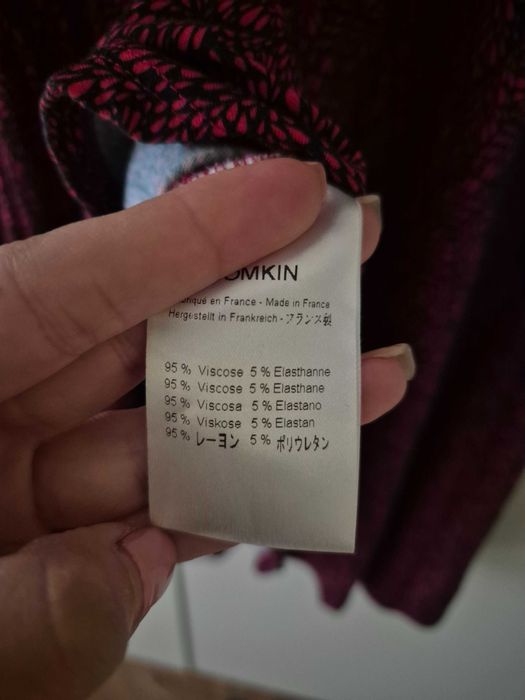 OMKIN
en France - Made in France
Hergestellt in Frankreich - フランス製
95 % Viscose 5 % Elasthanne
95 % Viscose 5 % Elasthane
95 % Viscosa 5 % Elastano
95 % Viskose 5 % Elastan
95 % レーヨン 5 % ポリウレタン